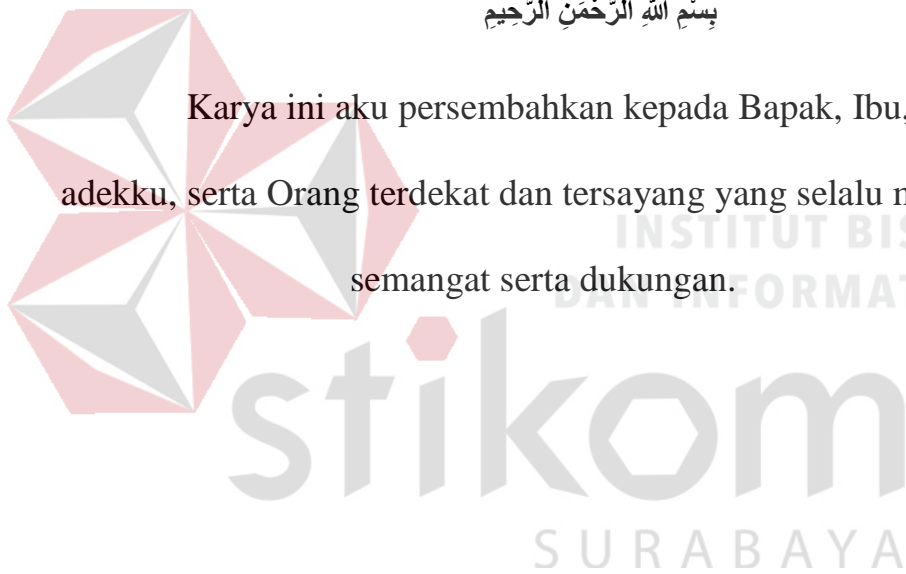 بِسْمِ اللَّهِ الرَّحْمَنِ الرَّحِيمِ
Karya ini aku persembahkan kepada Bapak, Ibu,
adekku, serta Orang terdekat dan tersayang yang selalu
INSTITUT
semangat serta dukungan.
DAN
stikom
SURABAYA